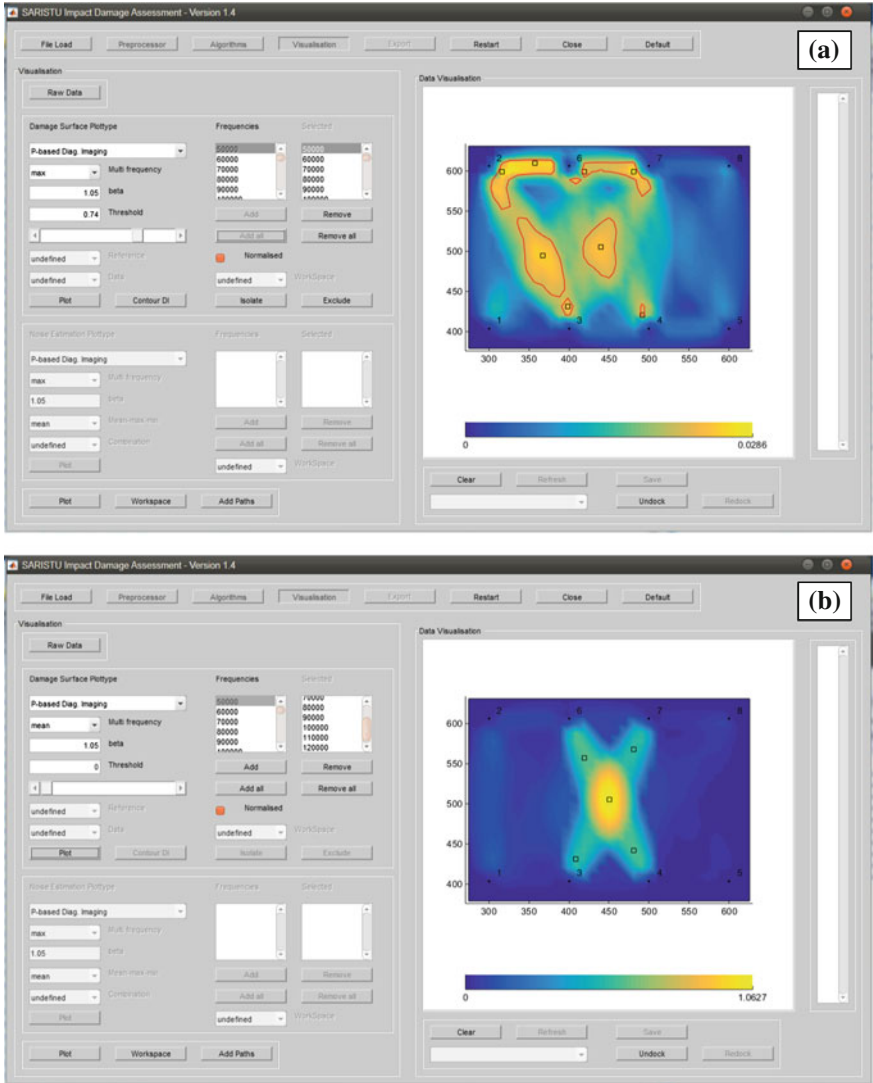 SARISTU Impact Damage Assessment - Version 1.4
File Load Preprocessor Algorithms Visualisation Export Restart Close Default
(a)
Visualisation
Raw Data
Damage Surface Plottype Frequencies Selected
P-based Diag. Imaging
50000 50000
60000 60000
70000 70000
80000 80000
90000 90000
100000 100000
max Multi frequency
1.05 beta
0.74 Threshold
Add Remove
Add all Remove all
undefined Reference
Normalised
undefined Data
undefined WorkSpace
Plot Contour DI Isolate Exclude
Noise Estimation Plottype Frequencies Selected
P-based Diag. Imaging
max Multi frequency
1.05 beta
mean Mean-max-min
Add Remove
undefined Combination
Add all Remove all
Plot
undefined WorkSpace
Plot Workspace Add Paths
Data Visualisation
600
550
500
450
400
2 6 7 8
1 3 4 5
300 350 400 450 500 550 600
0 0.0286
Clear Refresh Save
Undock Redock
SARISTU Impact Damage Assessment - Version 1.4
File Load Preprocessor Algorithms Visualisation Export Restart Close Default
(b)
Visualisation
Raw Data
Damage Surface Plottype Frequencies Selected
P-based Diag. Imaging
50000 70000
60000 80000
70000 90000
80000 100000
90000 110000
100000 120000
mean Multi frequency
1.05 beta
0 Threshold
Add Remove
Add all Remove all
undefined Reference
Normalised
undefined Data
undefined WorkSpace
Plot Contour DI Isolate Exclude
Noise Estimation Plottype Frequencies Selected
P-based Diag. Imaging
max Multi frequency
1.05 beta
mean Mean-max-min
Add Remove
undefined Combination
Add all Remove all
Plot
undefined WorkSpace
Plot Workspace Add Paths
Data Visualisation
600
550
500
450
400
2 6 7 8
1 3 4 5
300 350 400 450 500 550 600
0 1.0627
Clear Refresh Save
Undock Redock